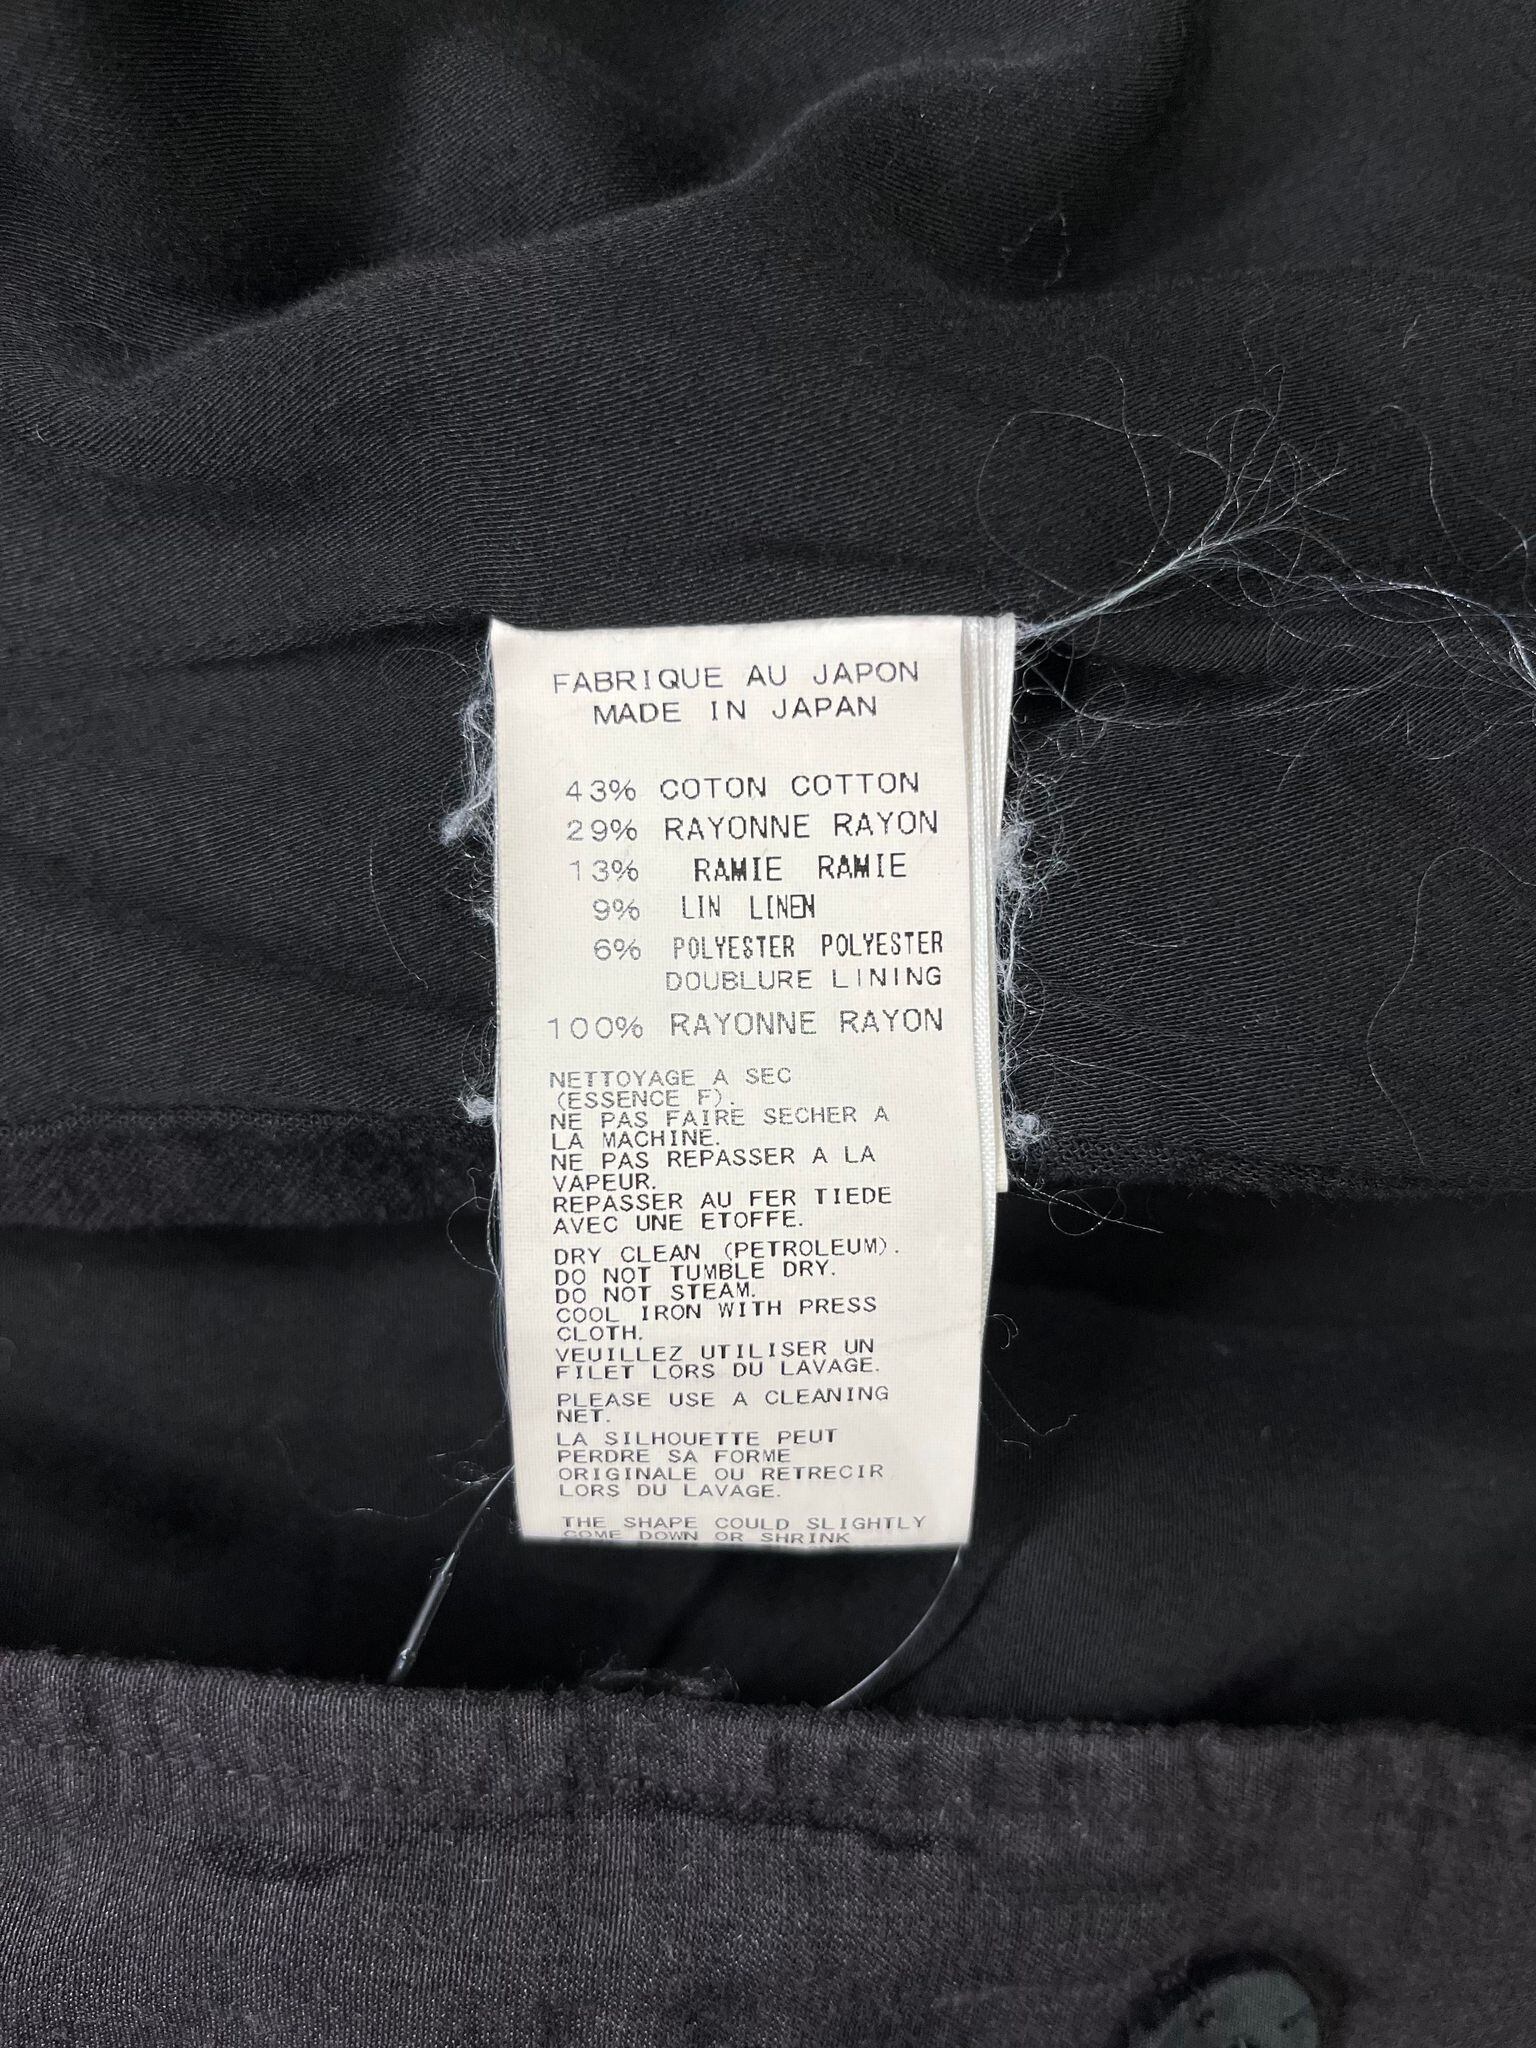 FABRIQUE AU JAPON
MADE IN JAPAN
43% COTON COTTON
29% RAYONNE RAYON
13% RAMIE RAMIE
9% LIN LINEN
6% POLYESTER POLYESTER
DOUBLURE LINING
100% RAYONNE RAYON
NETTOYAGE A SEC
(ESSENCE F).
NE PAS FAIRE SECHER A
LA MACHINE.
NE PAS REPASSER A LA
VAPEUR.
REPASSER AU FER TIEDE
AVEC UNE ETOFFE.
DRY CLEAN (PETROLEUM).
DO NOT TUMBLE DRY.
DO NOT STEAM.
COOL IRON WITH PRESS
CLOTH.
VEUILLEZ UTILISER UN
FILET LORS DU LAVAGE.
PLEASE USE A CLEANING
NET.
LA SILHOUETTE PEUT
PERDRE SA FORME
ORIGINALE OU RETRECIR
LORS DU LAVAGE.
THE SHAPE COULD SLIGHTLY
COME DOWN OR SHRINK